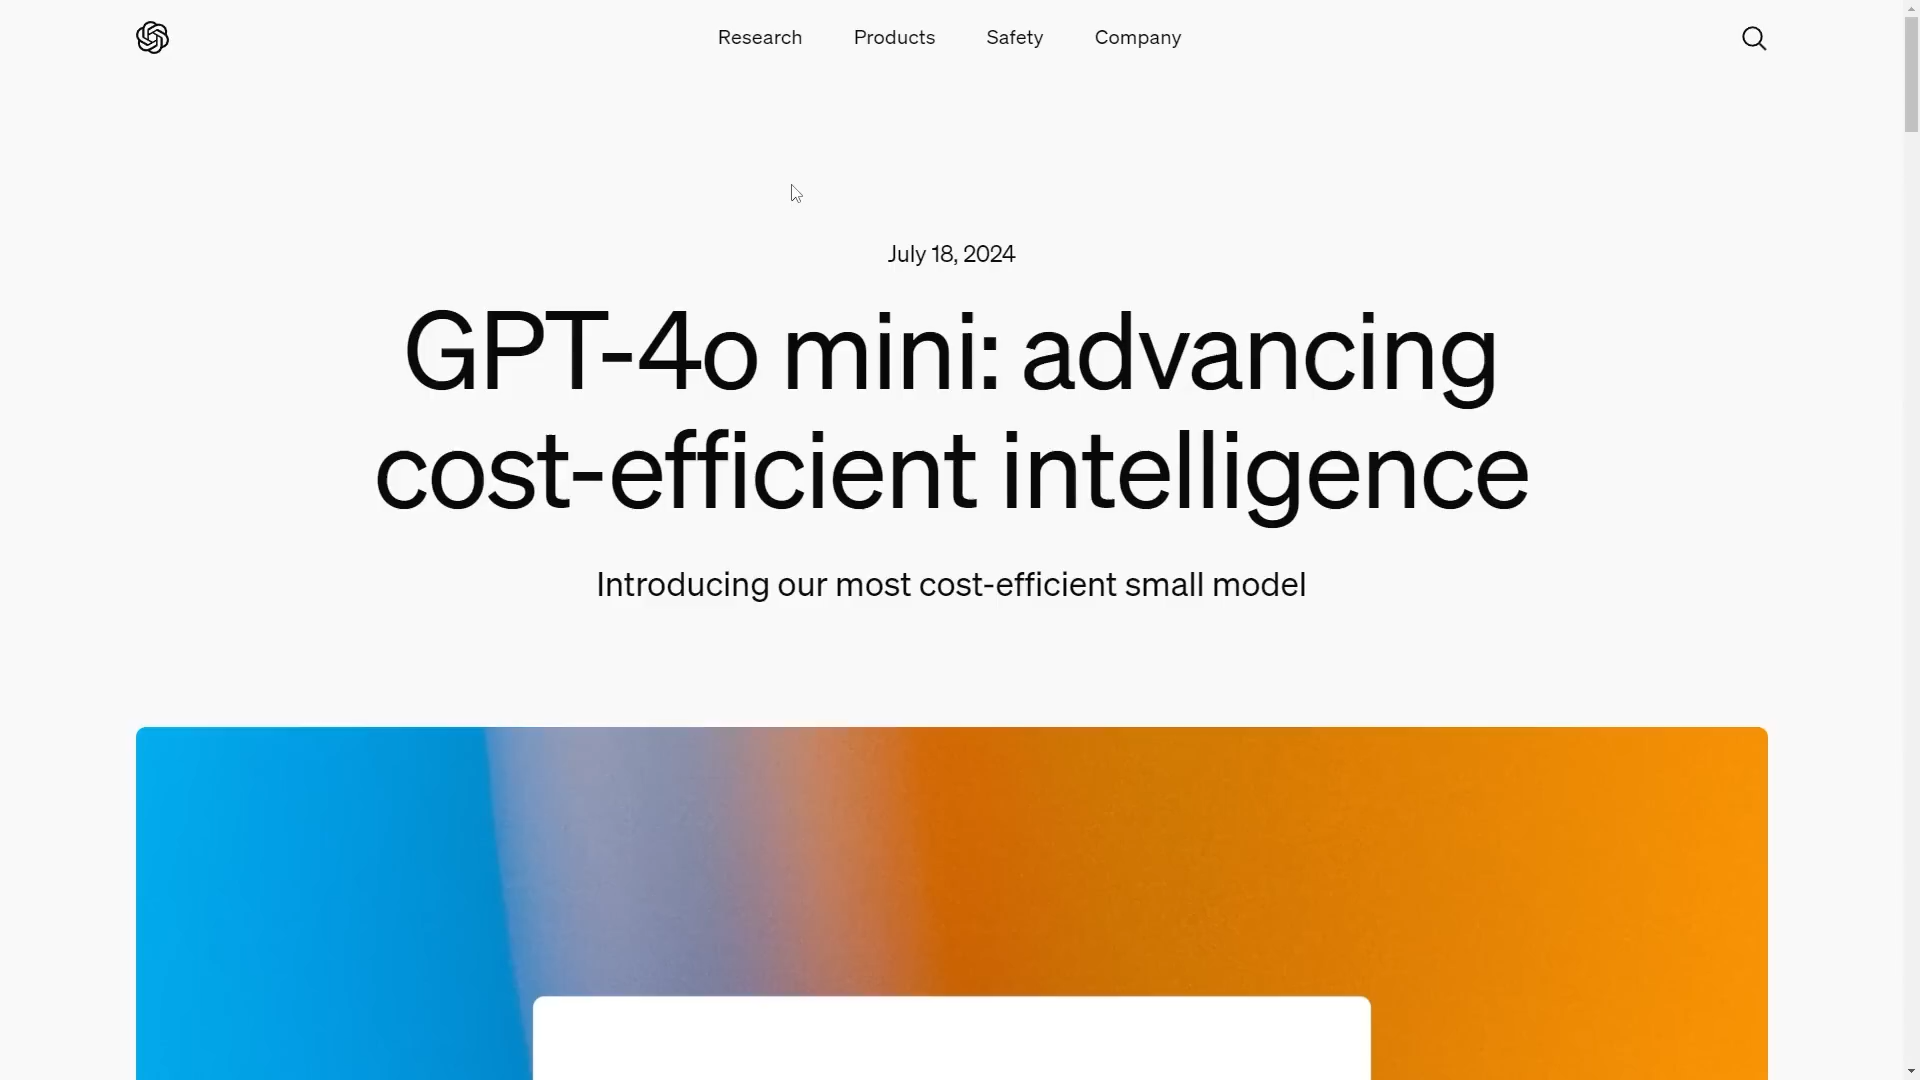 Research
Products
Safety
Company
July 18, 2024
GPT-4o mini: advancing
cost-efficient intelligence
Introducing our most cost-efficient small model